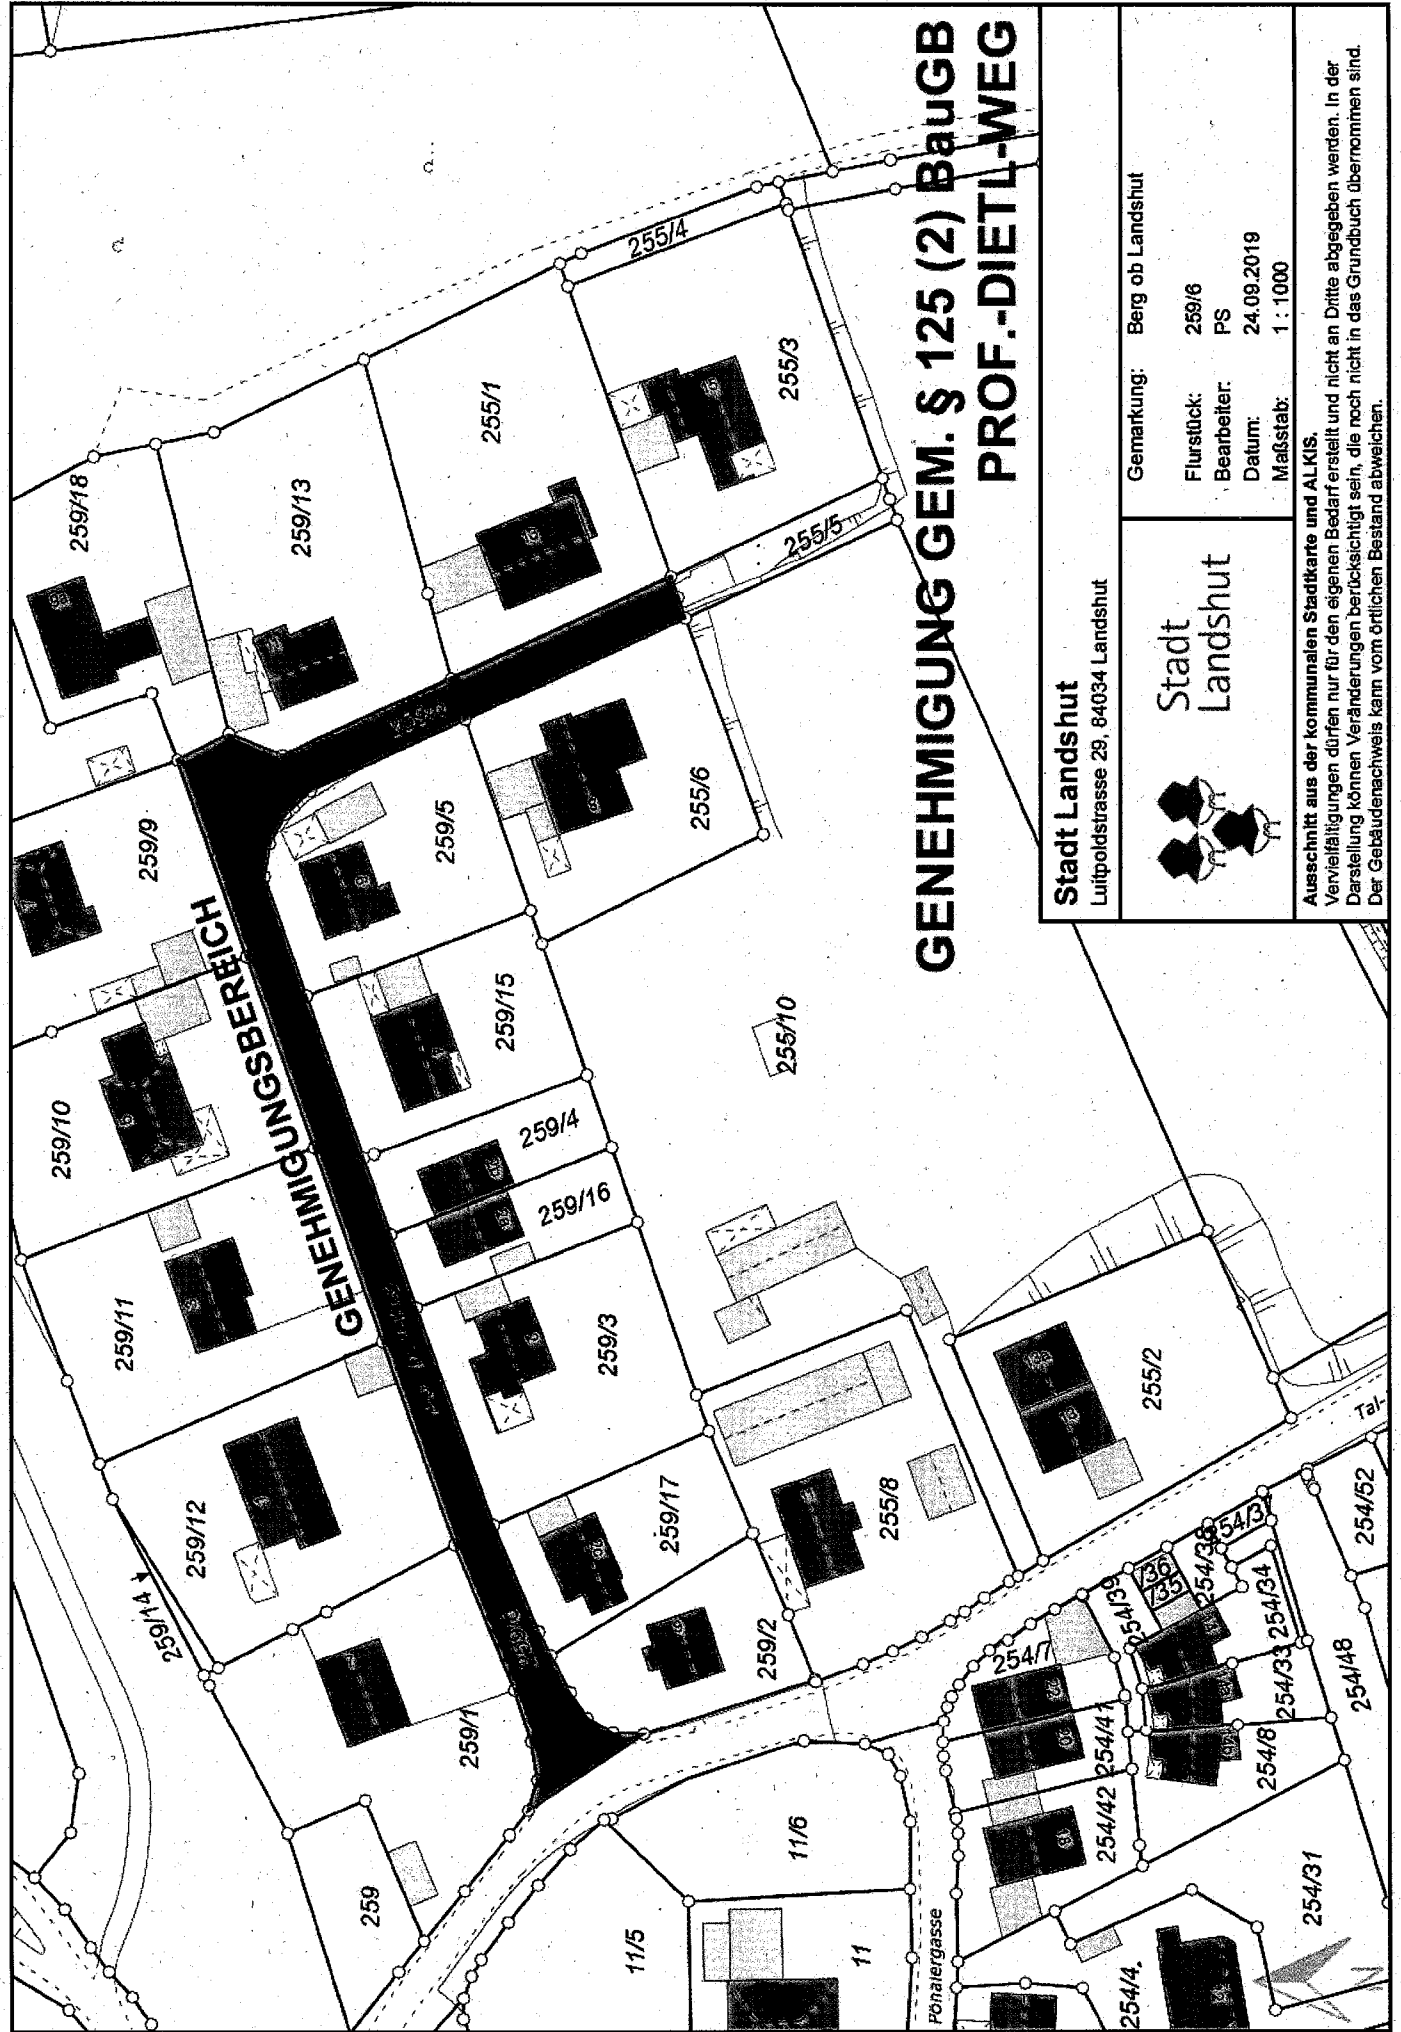 GENEHMIGUNG GEM. § 125 (2) BauGB
PROF.-DIETL-WEG
GENEHMIGUNGSBEREICH
Stadt Landshut
Luitpoldstrasse 29, 84034 Landshut
Stadt
Landshut
Gemarkung: Berg ob Landshut
Flurstück: 259/6
Bearbeiter: PS
Datum: 24.09.2019
Maßstab: 1 : 1000
Ausschnitt aus der kommunalen Stadtkarte und ALKIS.
Vervielfältigungen dürfen nur für den eigenen Bedarf erstellt und nicht an Dritte abgegeben werden. In der
Darstellung können Veränderungen berücksichtigt sein, die noch nicht in das Grundbuch übernommen sind.
Der Gebäudenachweis kann vom örtlichen Bestand abweichen.
259/18
259/13
255/1
255/4
255/3
255/5
259/9
259/5
255/6
259/10
259/15
255/10
259/4
259/16
259/11
259/3
259/12
259/14
259/17
255/8
255/2
259/2
259/1
259
Tal-
254/7
254/39
/36
/35
254/38
254/37
254/34
254/33
254/52
254/48
254/41
254/42
254/8
254/31
254/4
11/6
11/5
11
Pönaiergasse
N